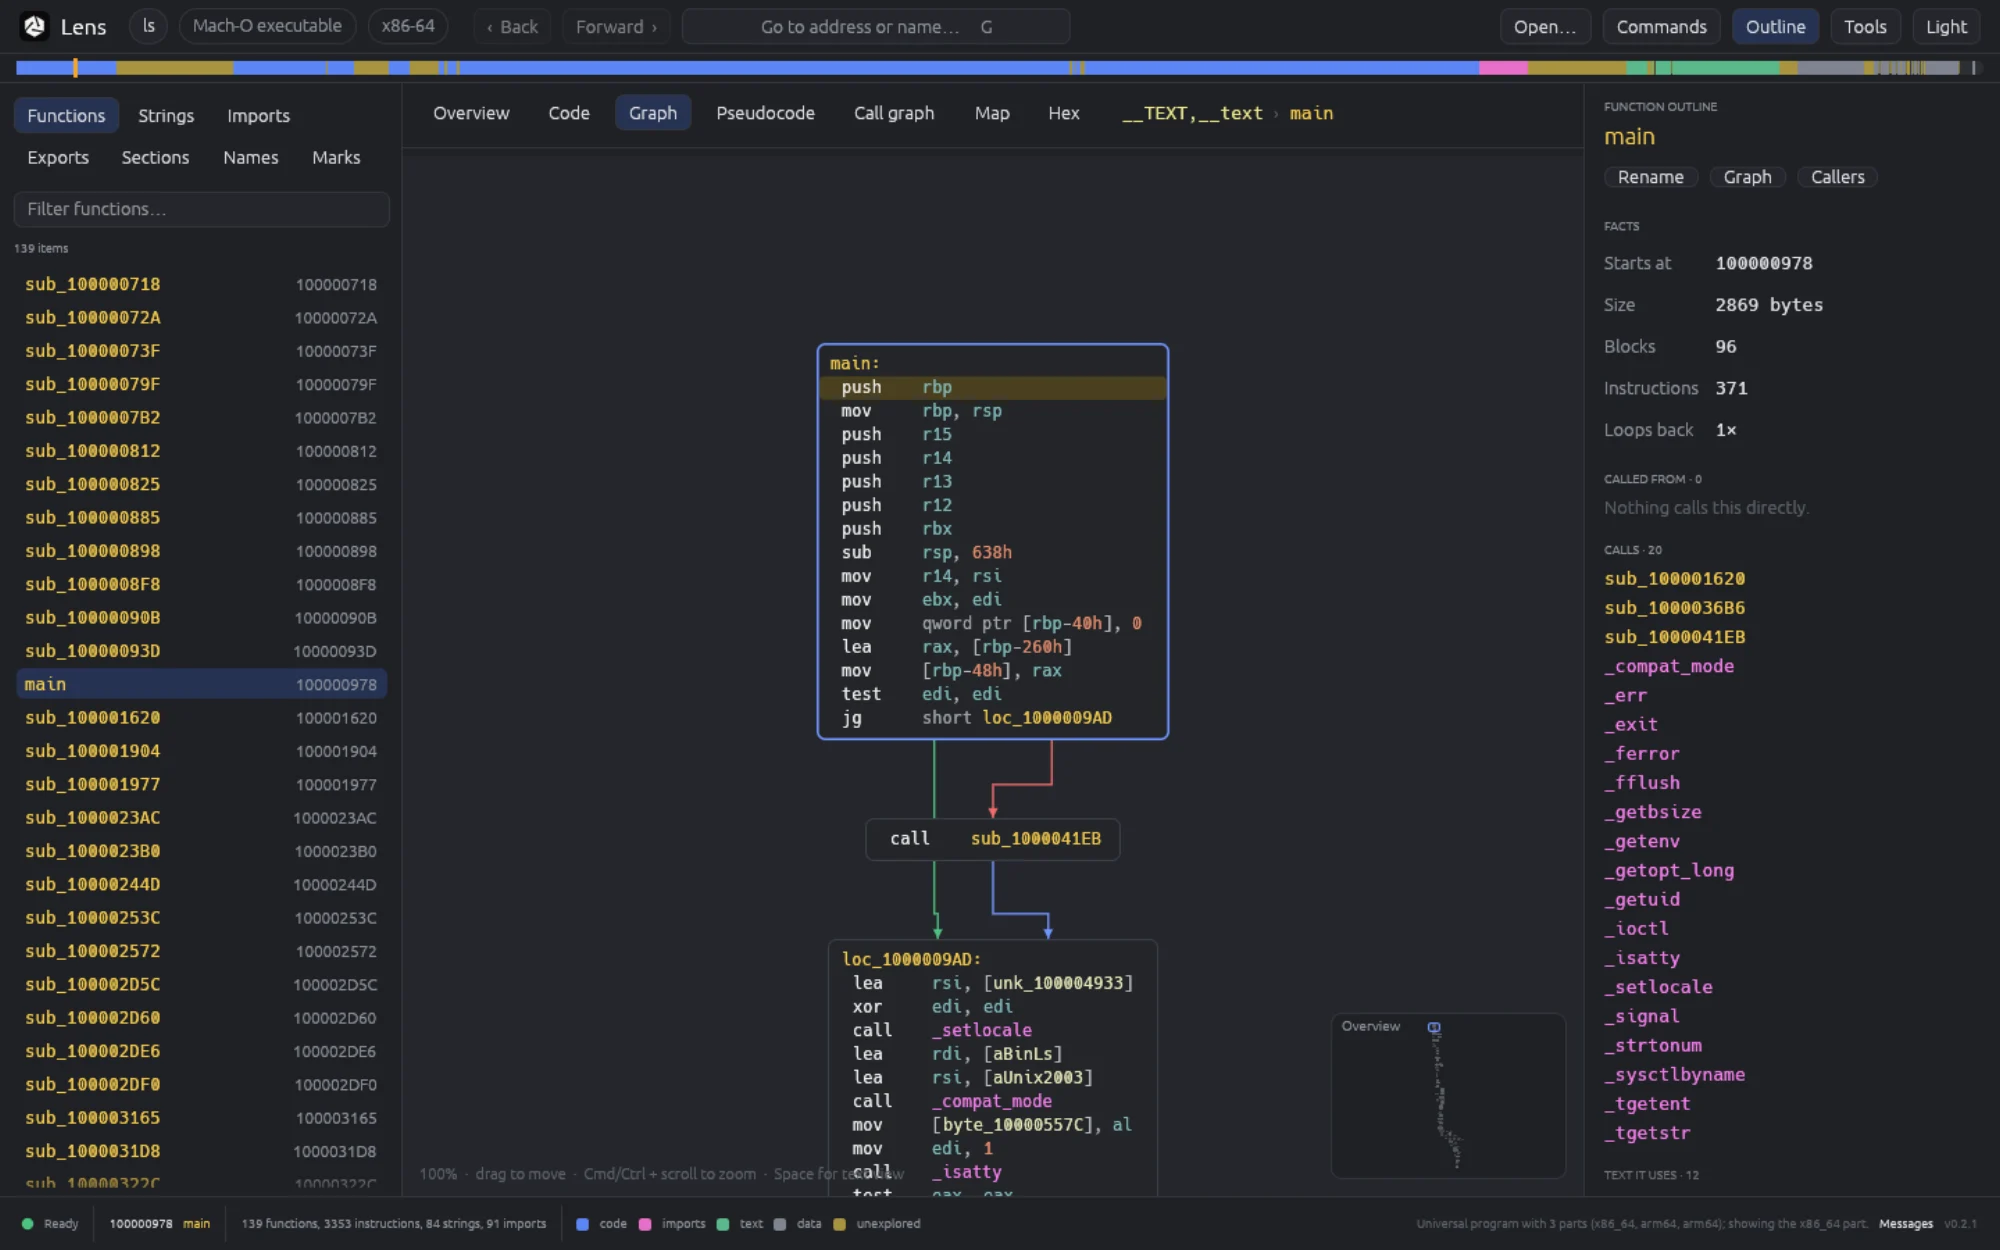 Lens ls Mach-O executable x86-64 ‹ Back Forward › Go to address or name… G Open… Commands Outline Tools Light
Functions Strings Imports
Exports Sections Names Marks
Filter functions…
139 items
sub_100000718 100000718
sub_10000072A 10000072A
sub_10000073F 10000073F
sub_10000079F 10000079F
sub_1000007B2 1000007B2
sub_100000812 100000812
sub_100000825 100000825
sub_100000885 100000885
sub_100000898 100000898
sub_1000008F8 1000008F8
sub_10000090B 10000090B
sub_10000093D 10000093D
main 100000978
sub_100001620 100001620
sub_100001904 100001904
sub_100001977 100001977
sub_1000023AC 1000023AC
sub_1000023B0 1000023B0
sub_10000244D 10000244D
sub_10000253C 10000253C
sub_100002572 100002572
sub_100002D5C 100002D5C
sub_100002D60 100002D60
sub_100002DE6 100002DE6
sub_100002DF0 100002DF0
sub_100003165 100003165
sub_1000031D8 1000031D8
sub_10000322C 10000322C
Overview Code Graph Pseudocode Call graph Map Hex __TEXT,__text › main
main:
push rbp
mov rbp, rsp
push r15
push r14
push r13
push r12
push rbx
sub rsp, 638h
mov r14, rsi
mov ebx, edi
mov qword ptr [rbp-40h], 0
lea rax, [rbp-260h]
mov [rbp-48h], rax
test edi, edi
jg short loc_1000009AD
call sub_1000041EB
loc_1000009AD:
lea rsi, [unk_100004933]
xor edi, edi
call _setlocale
lea rdi, [aBinLs]
lea rsi, [aUnix2003]
call _compat_mode
mov [byte_10000557C], al
mov edi, 1
call _isatty
test eax, eax
100% · drag to move · Cmd/Ctrl + scroll to zoom · Space for text view
Overview
FUNCTION OUTLINE
main
Rename Graph Callers
FACTS
Starts at 100000978
Size 2869 bytes
Blocks 96
Instructions 371
Loops back 1×
CALLED FROM · 0
Nothing calls this directly.
CALLS · 20
sub_100001620
sub_1000036B6
sub_1000041EB
_compat_mode
_err
_exit
_ferror
_fflush
_getbsize
_getenv
_getopt_long
_getuid
_ioctl
_isatty
_setlocale
_signal
_strtonum
_sysctlbyname
_tgetent
_tgetstr
TEXT IT USES · 12
Ready 100000978 main 139 functions, 3353 instructions, 84 strings, 91 imports code imports text data unexplored Universal program with 3 parts (x86_64, arm64, arm64); showing the x86_64 part. Messages v0.2.1